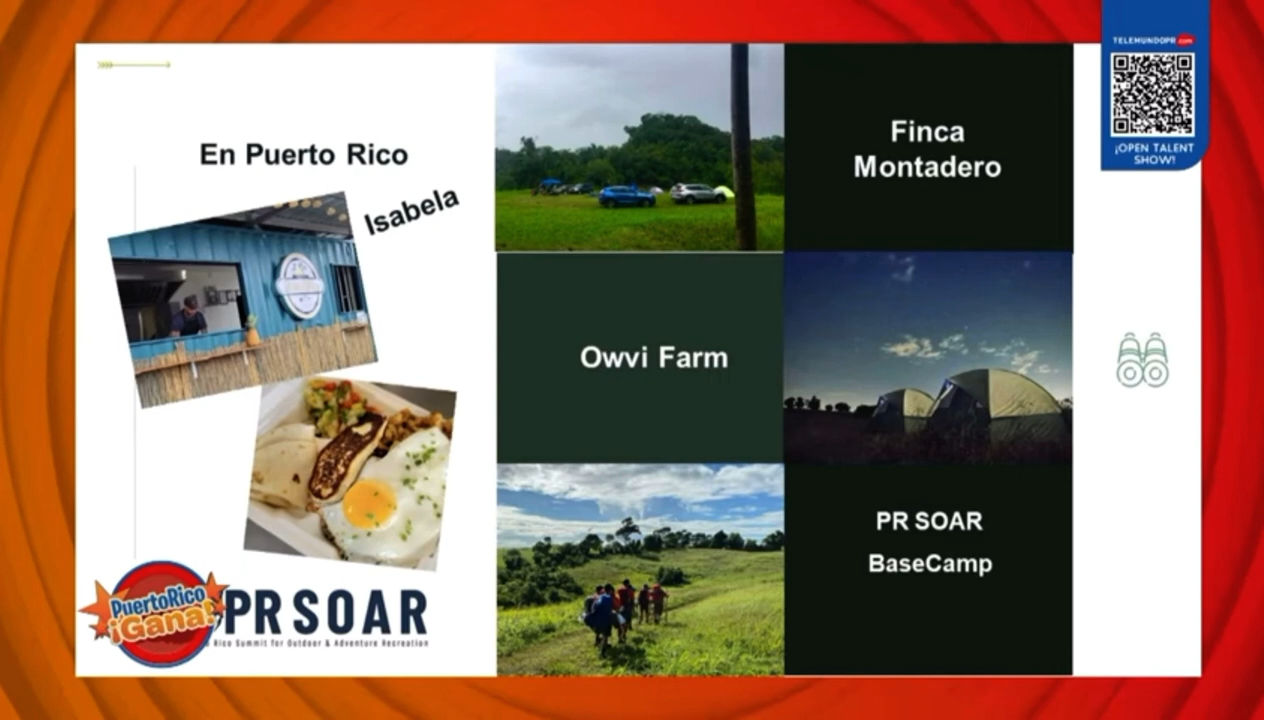 En Puerto Rico
Isabela
Finca
Montadero
Owvi Farm
PR SOAR
BaseCamp
PuertoRico
¡Gana!
PR SOAR
Rico Summit for Outdoor & Adventure Recreation
TELEMUNDOPR.com
¡OPEN TALENT
SHOW!